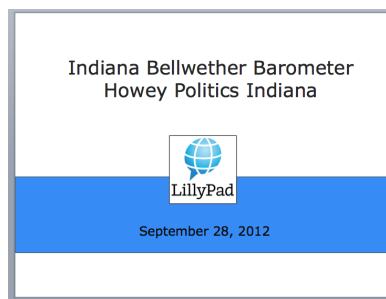 Indiana Bellwether Barometer
Howey Politics Indiana
LillyPad
September 28, 2012